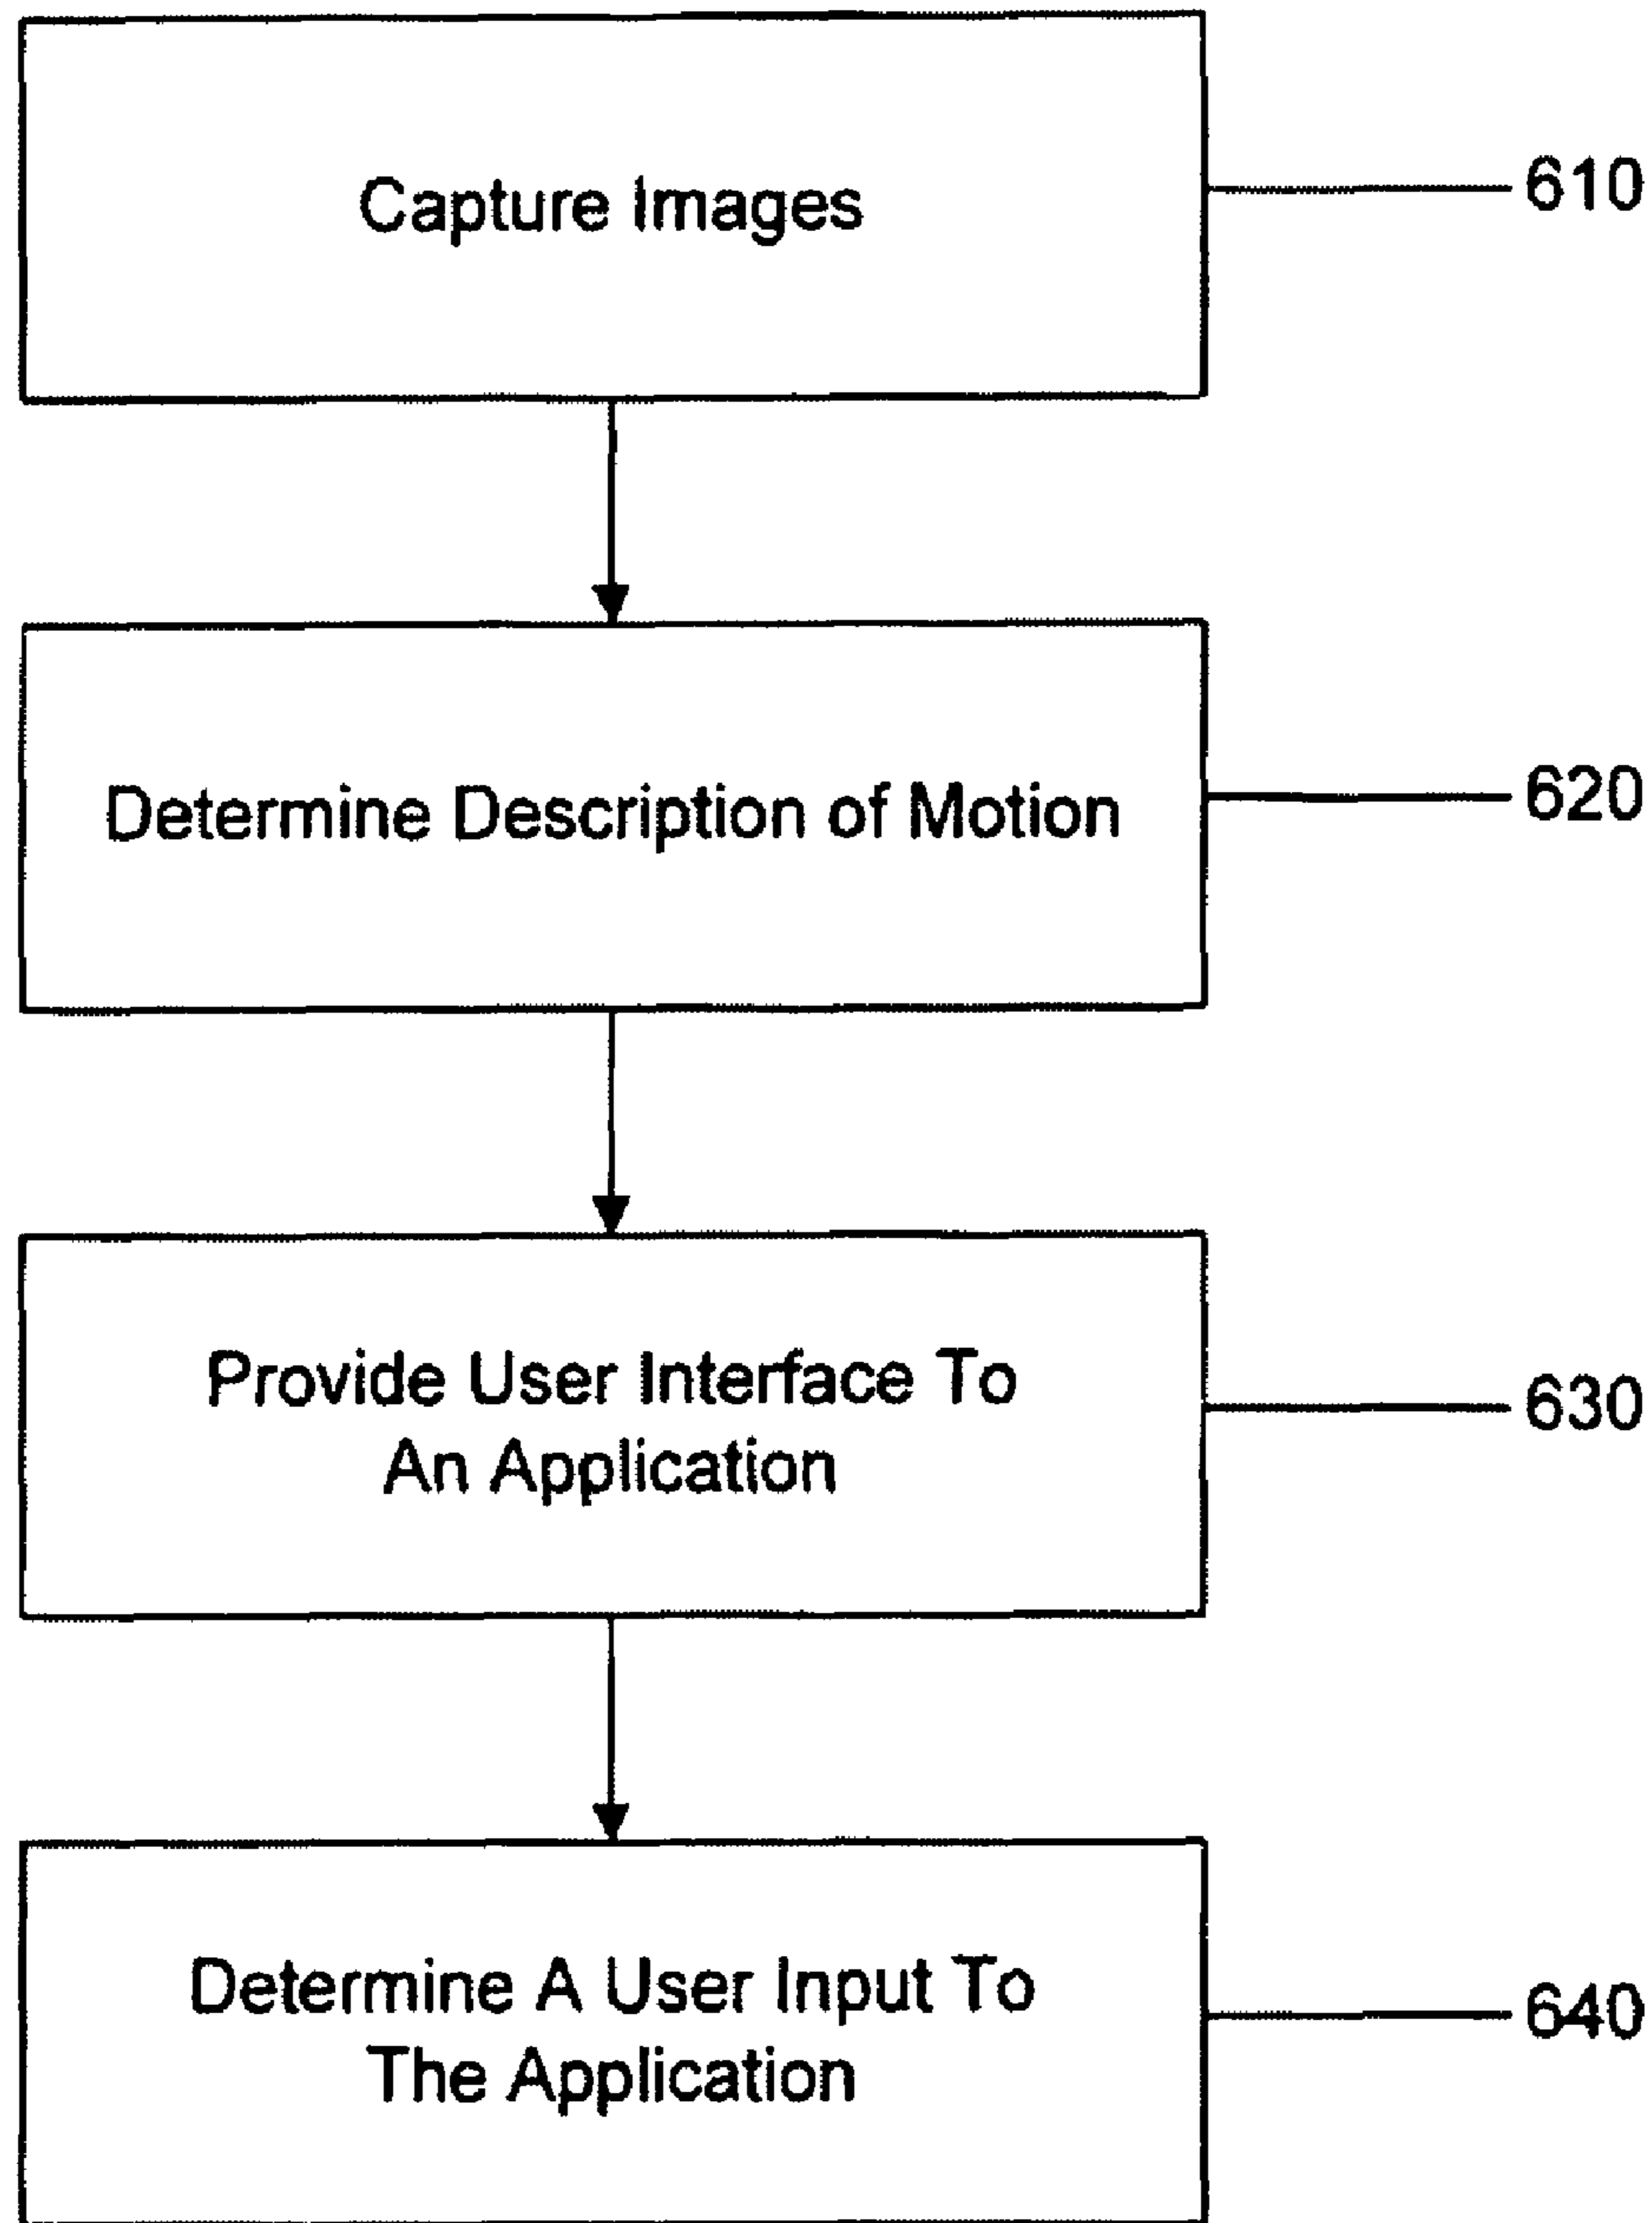 Capture Images
610
Determine Description of Motion
620
Provide User Interface To
An Application
630
Determine A User Input To
The Application
640